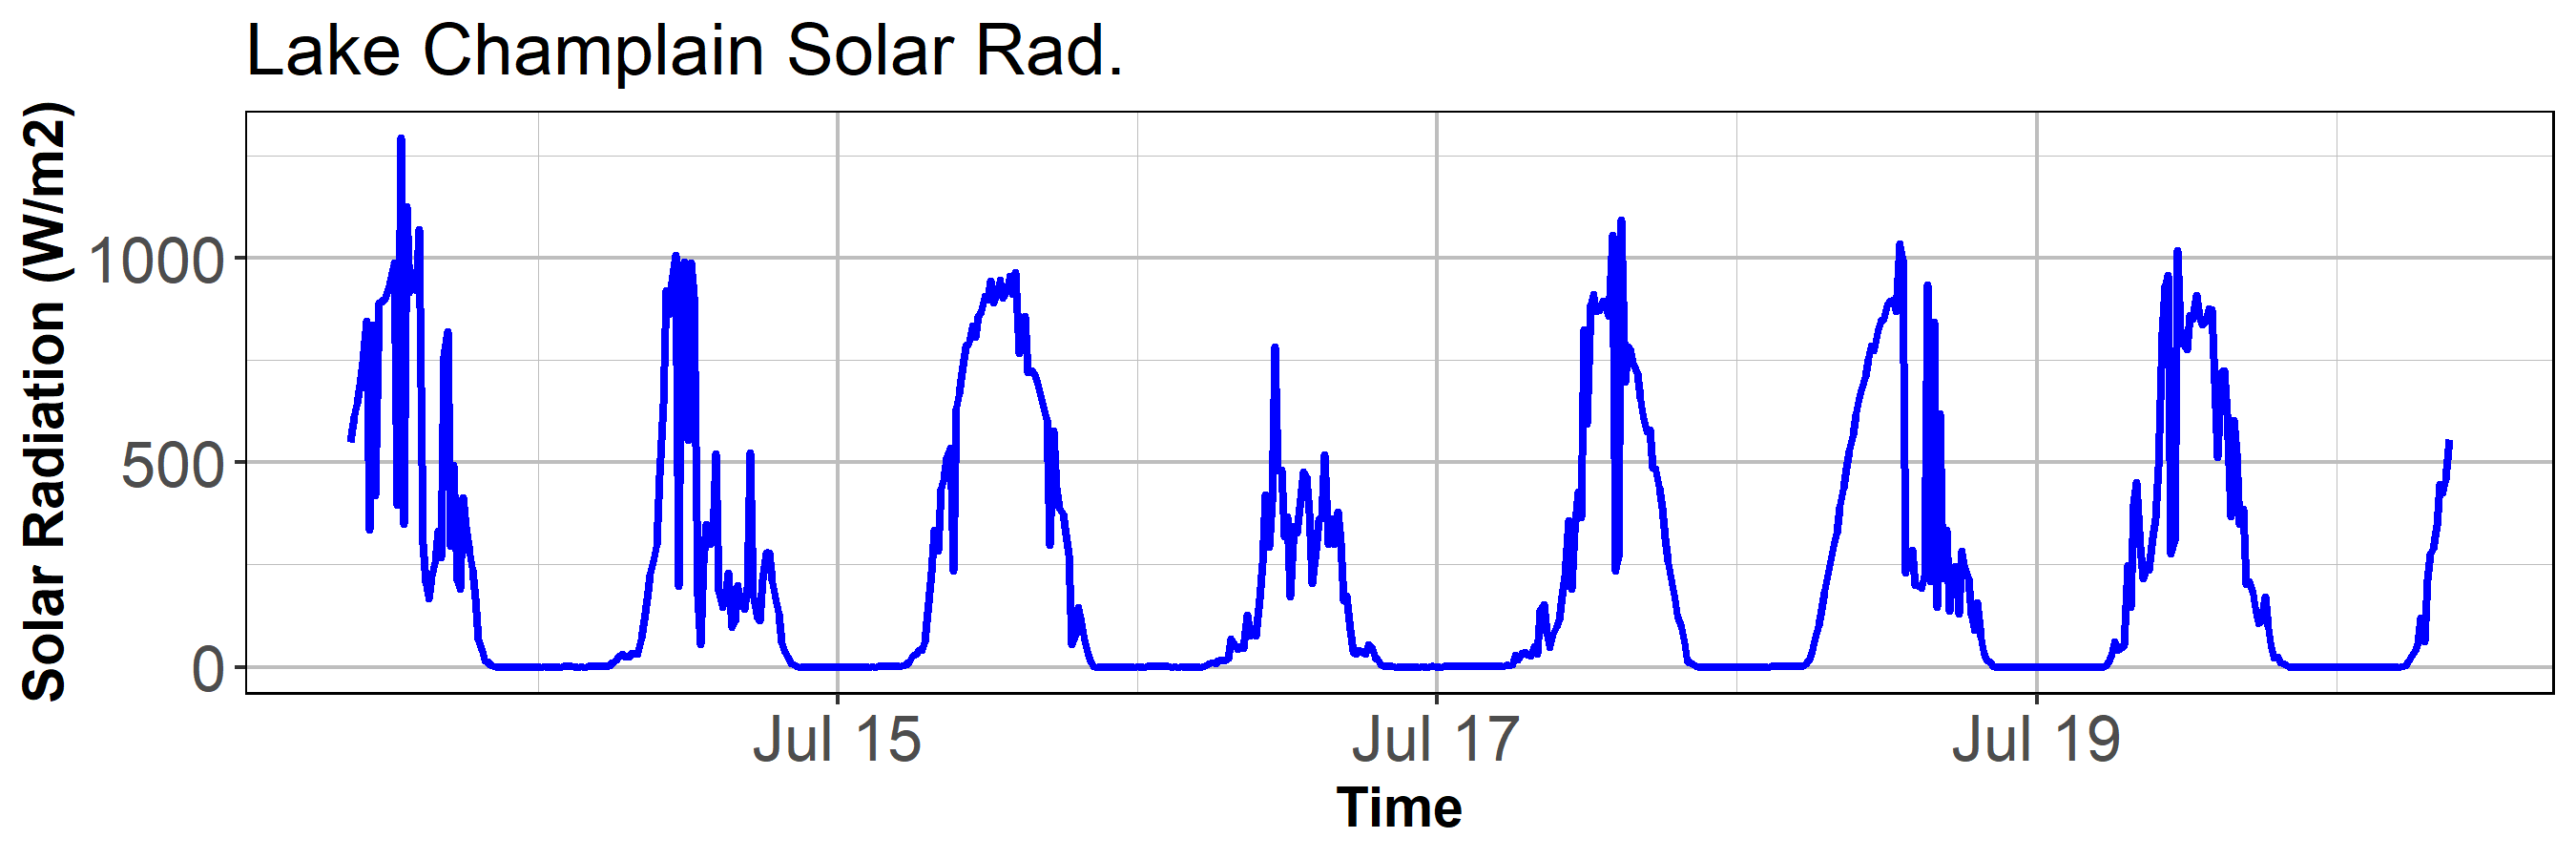 Lake Champlain Solar Rad.
Solar Radiation (W/m2)
1000
500
0
Jul 15
Jul 17
Jul 19
Time